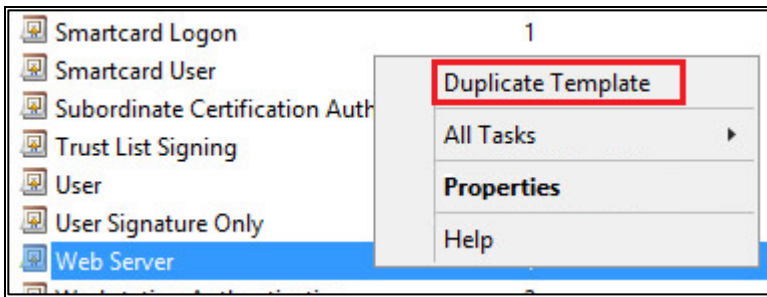 Smartcard Logon 1
Smartcard User
Duplicate Template
Subordinate Certification Auth
Trust List Signing
All Tasks
User
Properties
User Signature Only
Help
Web Server